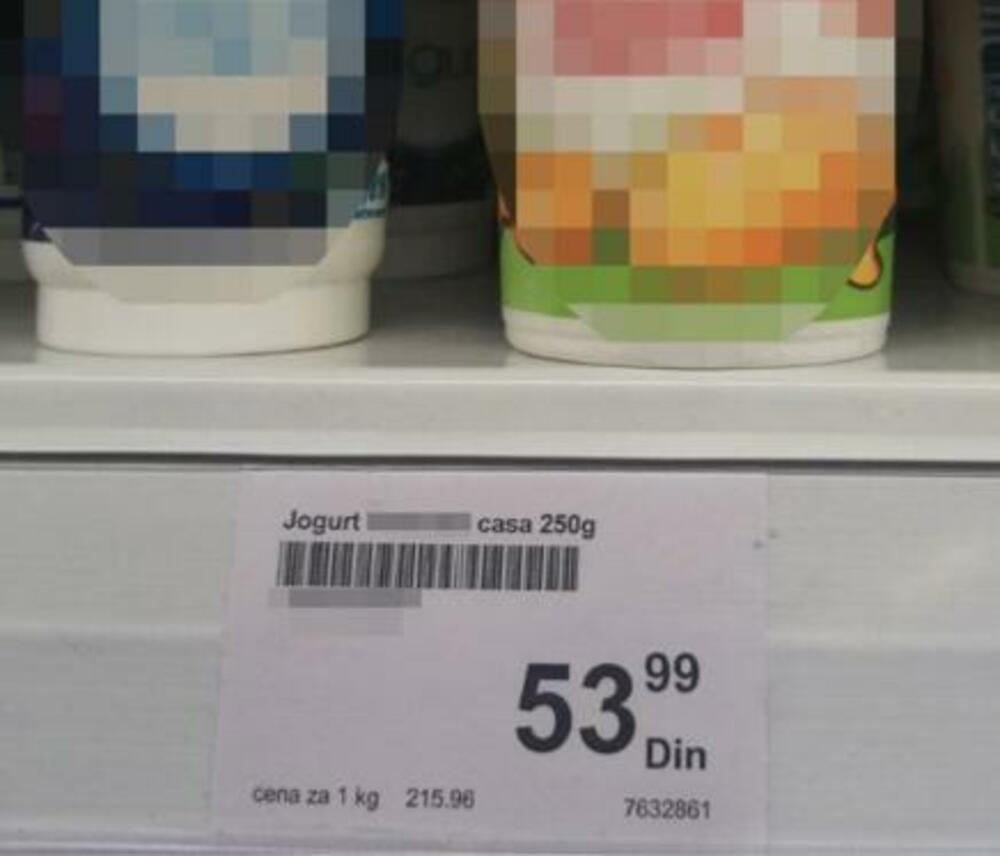 Jogurt casa 250g
53 99
Din
cena za 1 kg 215.96
7632861